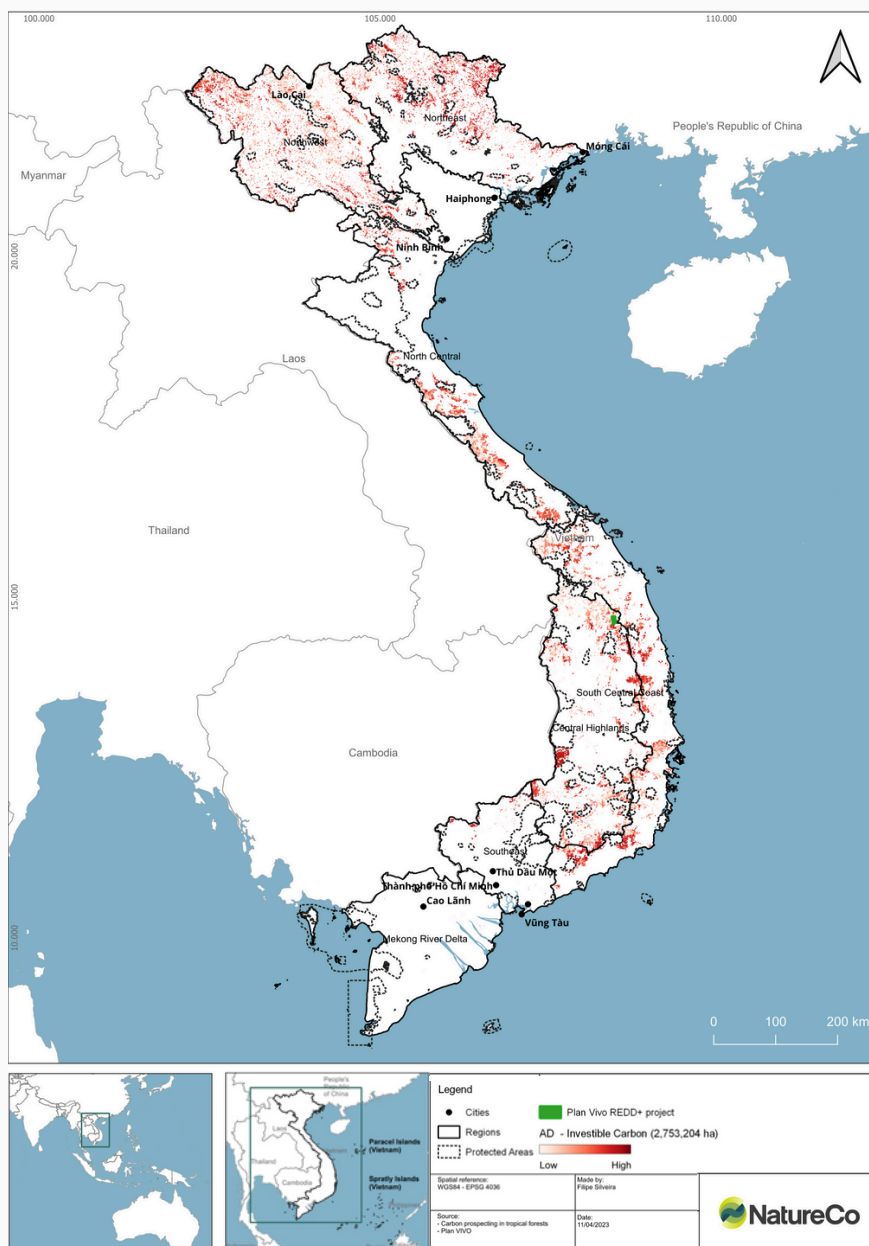 100.000
105.000
110.000
Lào Cai
Northeast
Northwest
People's Republic of China
Móng Cái
Myanmar
Haiphong
20.000
Ninh Bình
Laos
North Central
Thailand
Vietnam
15.000
South Central Coast
Central Highlands
Cambodia
Southeast
Thủ Dầu Một
Thành phố Hồ Chí Minh
Cao Lãnh
Vũng Tàu
10.000
Mekong River Delta
0 100 200 km
People's
Republic
of China
Laos
Thailand
Cambodia
Paracel Islands
(Vietnam)
Spratly Islands
(Vietnam)
Legend
Cities
Plan Vivo REDD+ project
Regions
AD - Investible Carbon (2,753,204 ha)
Protected Areas
Low High
Spatial reference:
WGS84 - EPSG 4036
Made by:
Filipe Silveira
Source:
- Carbon prospecting in tropical forests
- Plan VIVO
Date:
11/04/2023
NatureCo